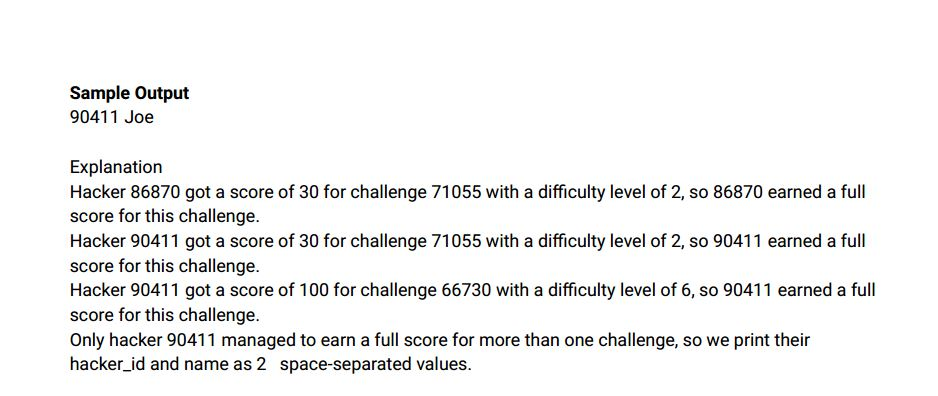 Sample Output
90411 Joe
Explanation
Hacker 86870 got a score of 30 for challenge 71055 with a difficulty level of 2, so 86870 earned a full
score for this challenge.
Hacker 90411 got a score of 30 for challenge 71055 with a difficulty level of 2, so 90411 earned a full
score for this challenge.
Hacker 90411 got a score of 100 for challenge 66730 with a difficulty level of 6, so 90411 earned a full
score for this challenge.
Only hacker 90411 managed to earn a full score for more than one challenge, so we print their
hacker_id and name as 2   space-separated values.